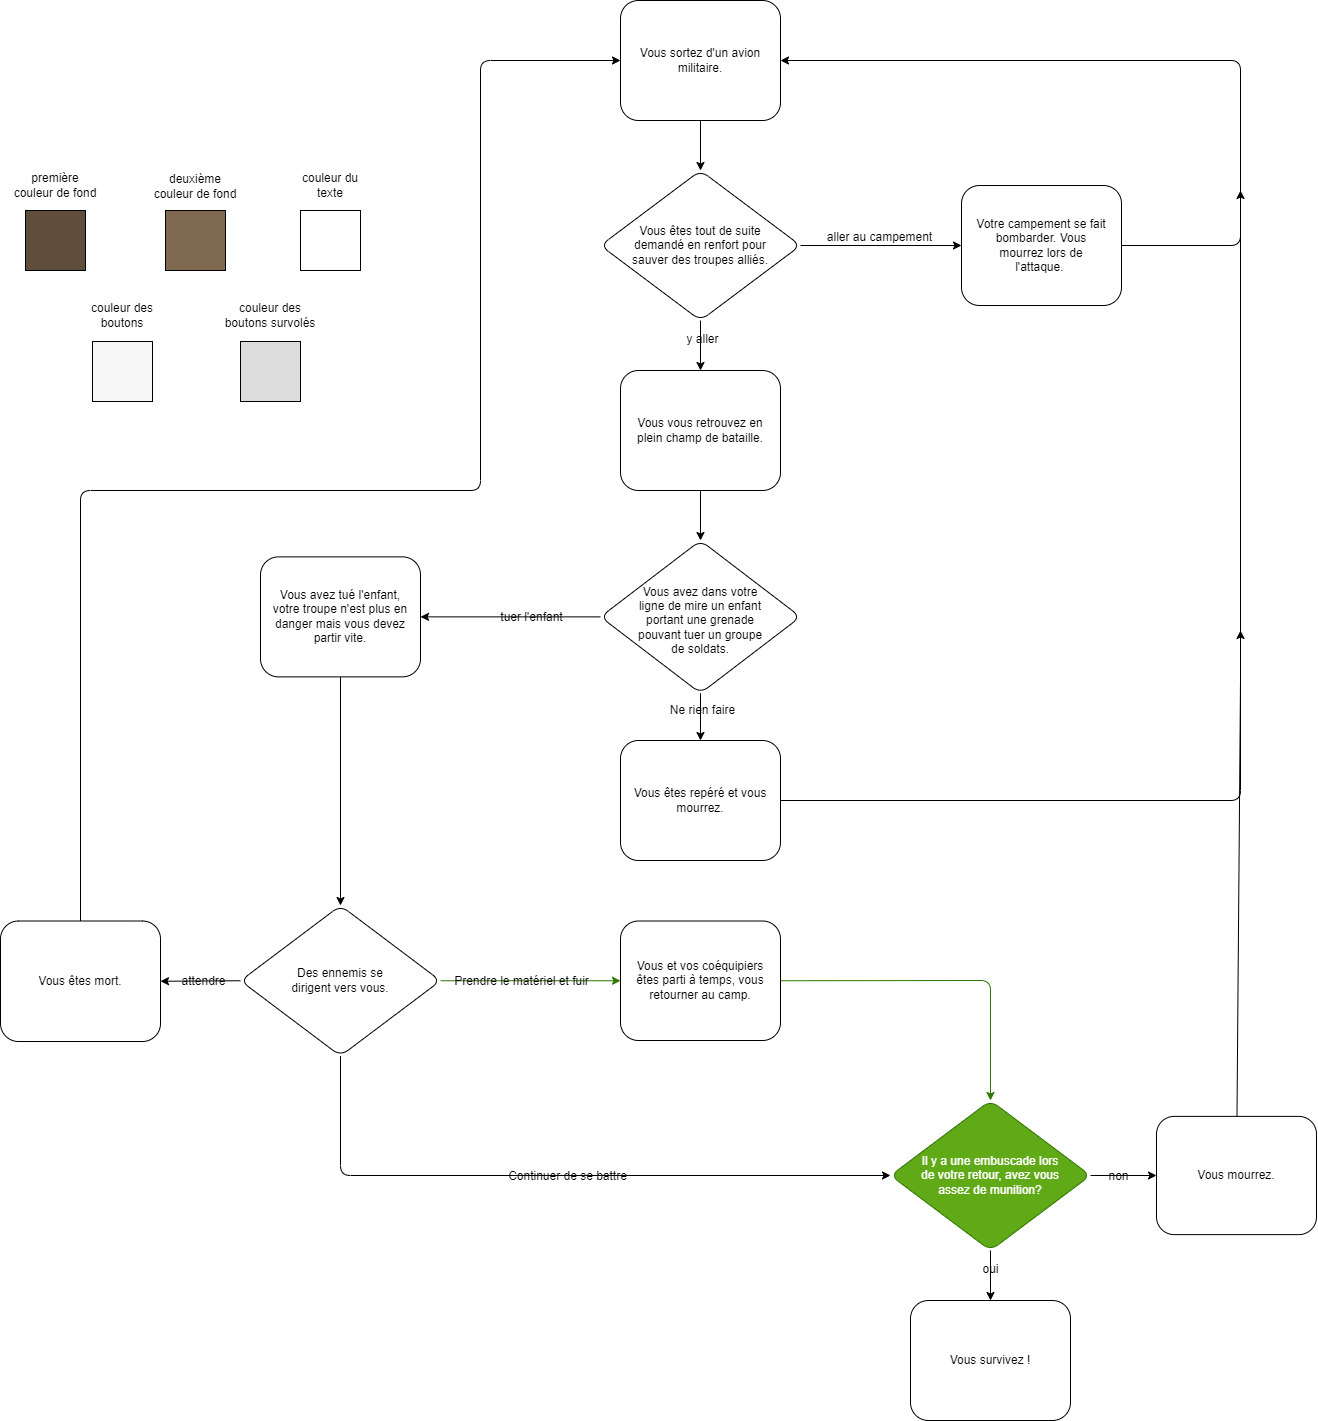 Vous sortez d'un avion
militaire.
première
couleur de fond
deuxième
couleur de fond
couleur du
texte
Vous êtes tout de suite
demandé en renfort pour
sauver des troupes alliés.
aller au campement
Votre campement se fait
bombarder. Vous
mourrez lors de
l'attaque.
couleur des
boutons
couleur des
boutons survolés
y aller
Vous vous retrouvez en
plein champ de bataille.
Vous avez tué l'enfant,
votre troupe n'est plus en
danger mais vous devez
partir vite.
tuer l'enfant
Vous avez dans votre
ligne de mire un enfant
portant une grenade
pouvant tuer un groupe
de soldats.
Ne rien faire
Vous êtes repéré et vous
mourrez.
Vous êtes mort.
attendre
Des ennemis se
dirigent vers vous.
Prendre le matériel et fuir
Vous et vos coéquipiers
êtes parti à temps, vous
retourner au camp.
Continuer de se battre
Il y a une embuscade lors
de votre retour, avez vous
assez de munition?
non
Vous mourrez.
oui
Vous survivez !